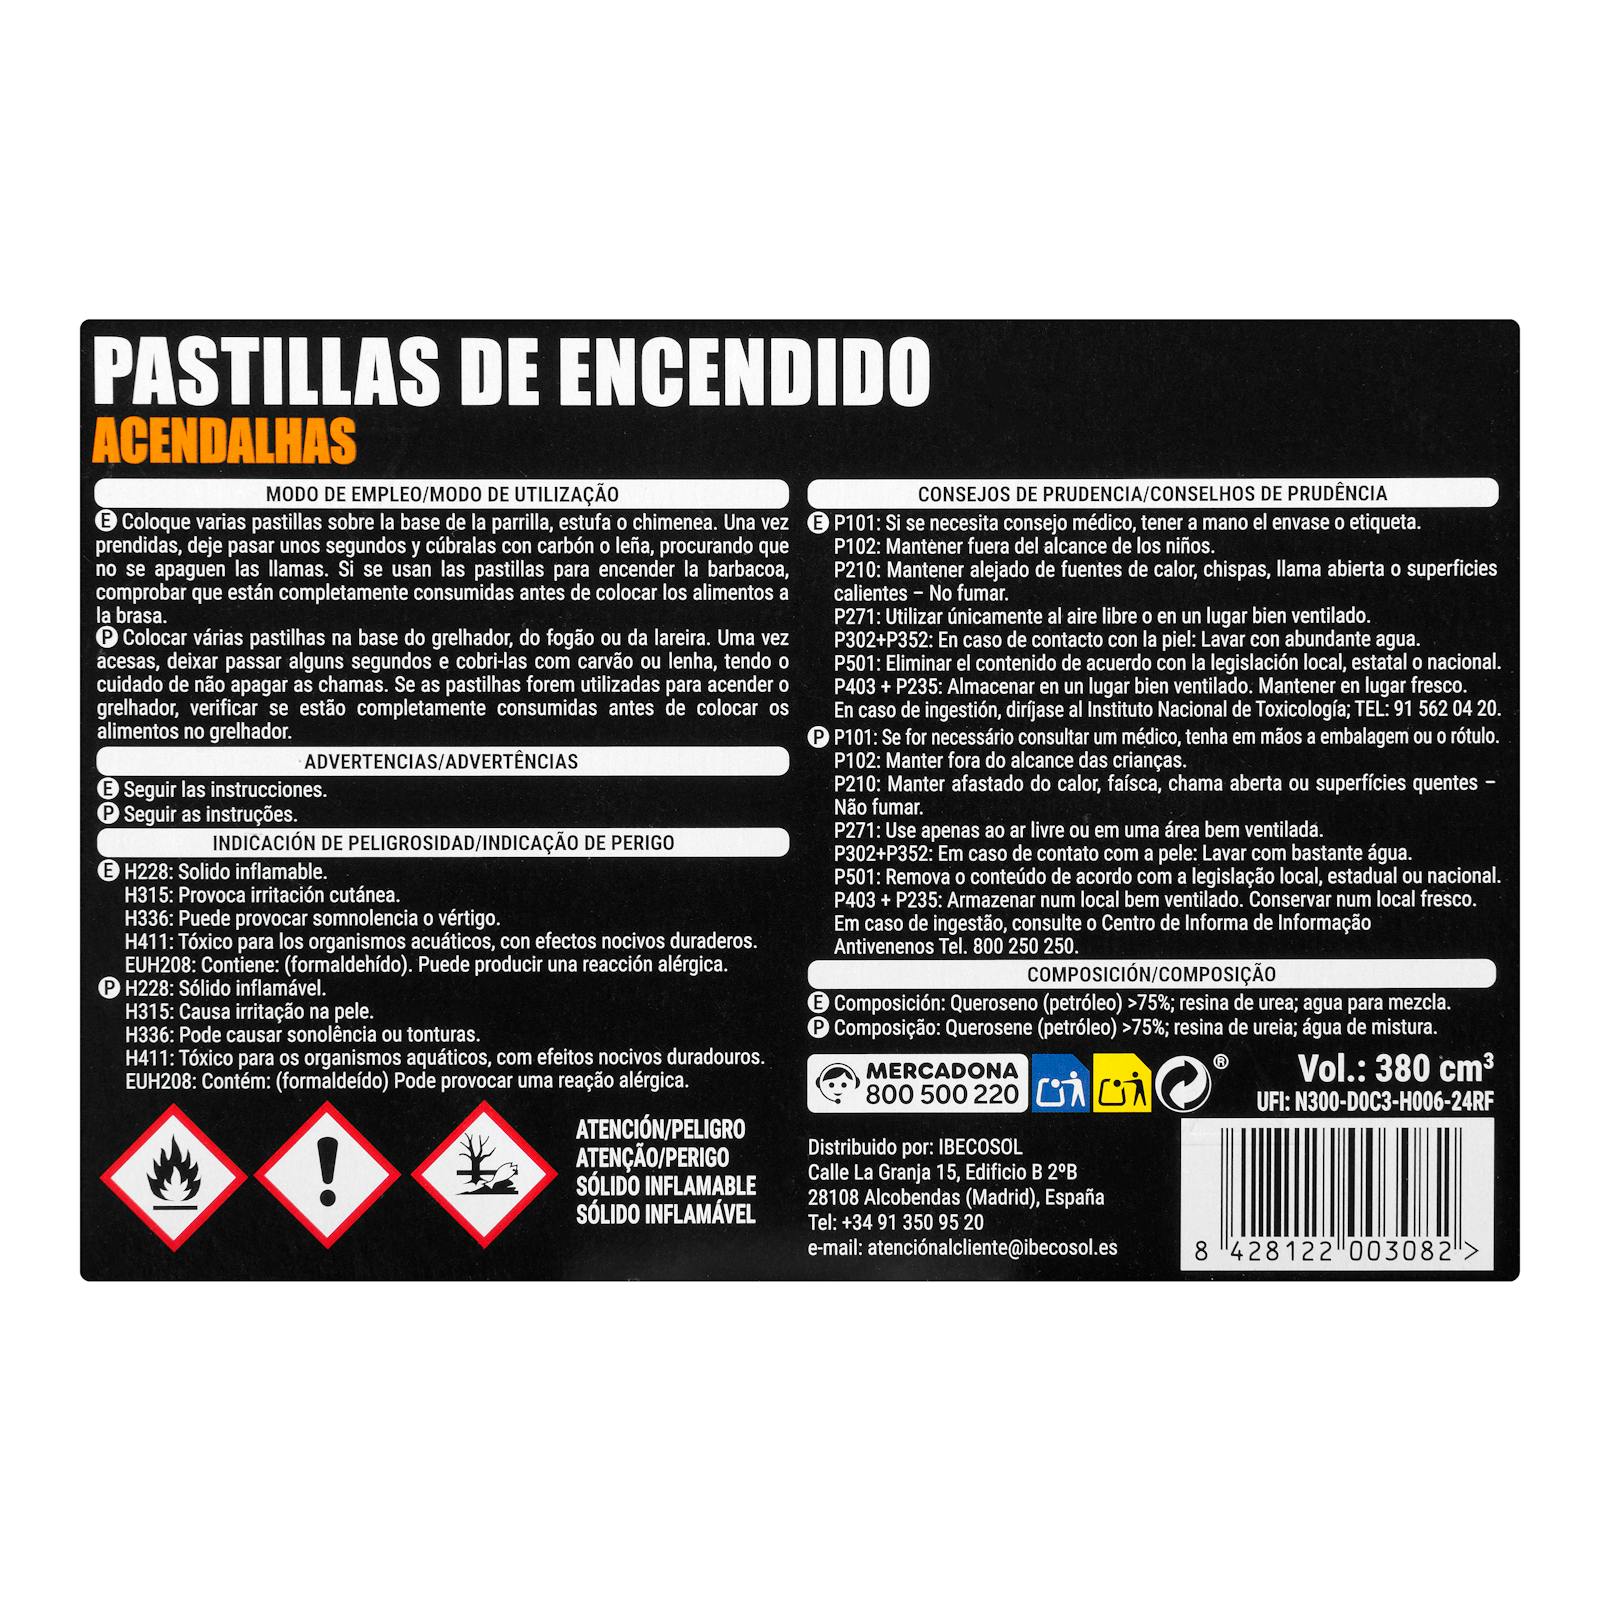 PASTILLAS DE ENCENDIDO
ACENDALHAS
MODO DE EMPLEO/MODO DE UTILIZAÇÃO
E Coloque varias pastillas sobre la base de la parrilla, estufa o chimenea. Una vez
prendidas, deje pasar unos segundos y cúbralas con carbón o leña, procurando que
no se apaguen las llamas. Si se usan las pastillas para encender la barbacoa,
comprobar que están completamente consumidas antes de colocar los alimentos a
la brasa.
P Colocar várias pastilhas na base do grelhador, do fogão ou da lareira. Uma vez
acesas, deixar passar alguns segundos e cobri-las com carvão ou lenha, tendo o
cuidado de não apagar as chamas. Se as pastilhas forem utilizadas para acender o
grelhador, verificar se estão completamente consumidas antes de colocar os
alimentos no grelhador.
ADVERTENCIAS/ADVERTÊNCIAS
E Seguir las instrucciones.
P Seguir as instruções.
INDICACIÓN DE PELIGROSIDAD/INDICAÇÃO DE PERIGO
E H228: Solido inflamable.
H315: Provoca irritación cutánea.
H336: Puede provocar somnolencia o vértigo.
H411: Tóxico para los organismos acuáticos, con efectos nocivos duraderos.
EUH208: Contiene: (formaldehído). Puede producir una reacción alérgica.
P H228: Sólido inflamável.
H315: Causa irritação na pele.
H336: Pode causar sonolência ou tonturas.
H411: Tóxico para os organismos aquáticos, com efeitos nocivos duradouros.
EUH208: Contém: (formaldeído) Pode provocar uma reação alérgica.
ATENCIÓN/PELIGRO
ATENÇÃO/PERIGO
SÓLIDO INFLAMABLE
SÓLIDO INFLAMÁVEL
CONSEJOS DE PRUDENCIA/CONSELHOS DE PRUDÊNCIA
E P101: Si se necesita consejo médico, tener a mano el envase o etiqueta.
P102: Mantener fuera del alcance de los niños.
P210: Mantener alejado de fuentes de calor, chispas, llama abierta o superficies
calientes – No fumar.
P271: Utilizar únicamente al aire libre o en un lugar bien ventilado.
P302+P352: En caso de contacto con la piel: Lavar con abundante agua.
P501: Eliminar el contenido de acuerdo con la legislación local, estatal o nacional.
P403 + P235: Almacenar en un lugar bien ventilado. Mantener en lugar fresco.
En caso de ingestión, diríjase al Instituto Nacional de Toxicología; TEL: 91 562 04 20.
P P101: Se for necessário consultar um médico, tenha em mãos a embalagem ou o rótulo.
P102: Manter fora do alcance das crianças.
P210: Manter afastado do calor, faísca, chama aberta ou superfícies quentes –
Não fumar.
P271: Use apenas ao ar livre ou em uma área bem ventilada.
P302+P352: Em caso de contato com a pele: Lavar com bastante água.
P501: Remova o conteúdo de acordo com a legislação local, estadual ou nacional.
P403 + P235: Armazenar num local bem ventilado. Conservar num local fresco.
Em caso de ingestão, consulte o Centro de Informa de Informação
Antivenenos Tel. 800 250 250.
COMPOSICIÓN/COMPOSIÇÃO
E Composición: Queroseno (petróleo) >75%; resina de urea; agua para mezcla.
P Composição: Querosene (petróleo) >75%; resina de ureia; água de mistura.
MERCADONA
800 500 220
®
Vol.: 380 cm³
UFI: N300-D0C3-H006-24RF
Distribuido por: IBECOSOL
Calle La Granja 15, Edificio B 2ºB
28108 Alcobendas (Madrid), España
Tel: +34 91 350 95 20
e-mail: atenciónalcliente@ibecosol.es
8 428122 003082 >